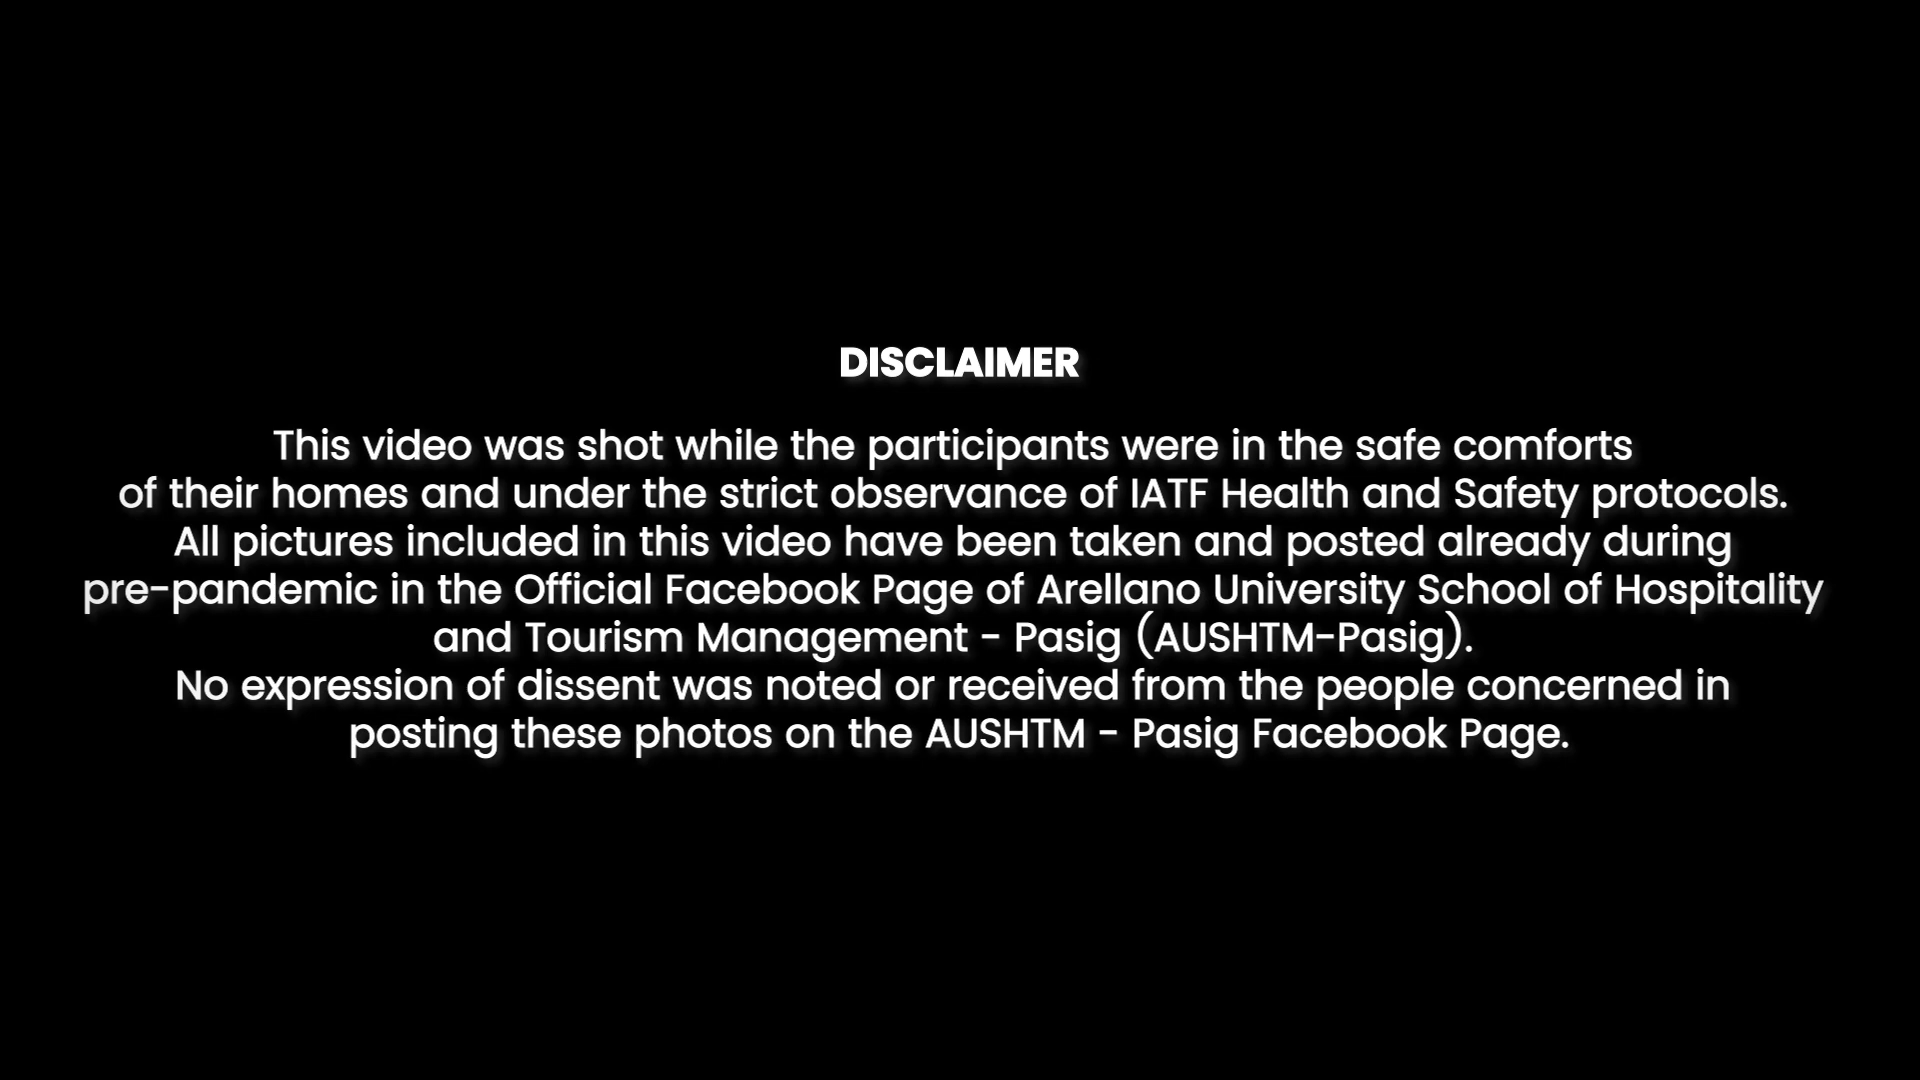 DISCLAIMER
This video was shot while the participants were in the safe comforts
of their homes and under the strict observance of IATF Health and Safety protocols.
All pictures included in this video have been taken and posted already during
pre-pandemic in the Official Facebook Page of Arellano University School of Hospitality
and Tourism Management - Pasig (AUSHTM-Pasig).
No expression of dissent was noted or received from the people concerned in
posting these photos on the AUSHTM - Pasig Facebook Page.